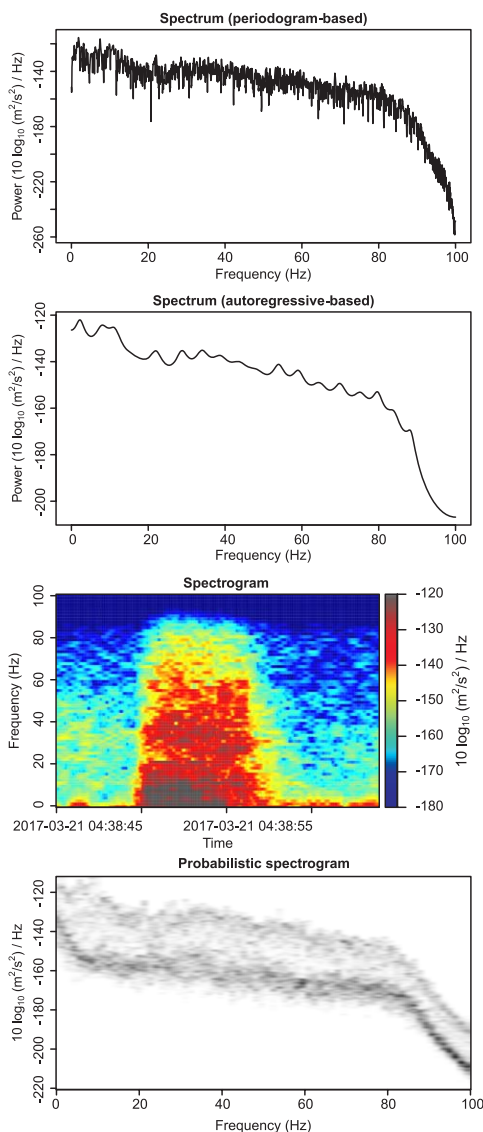 Spectrum (periodogram-based)
Power (10 log₁₀ (m²/s²) / Hz)
-140
-180
-220
-260
0 20 40 60 80 100
Frequency (Hz)
Spectrum (autoregressive-based)
Power (10 log₁₀ (m²/s²) / Hz)
-120
-140
-160
-200
0 20 40 60 80 100
Frequency (Hz)
Spectrogram
Frequency (Hz)
100
80
60
40
20
0
2017-03-21 04:38:45 2017-03-21 04:38:55
Time
-120
-130
-140
-150
-160
-170
-180
10 log₁₀ (m²/s²) / Hz
Probabilistic spectrogram
10 log₁₀ (m²/s²) / Hz
-120
-140
-160
-180
-200
-220
0 20 40 60 80 100
Frequency (Hz)